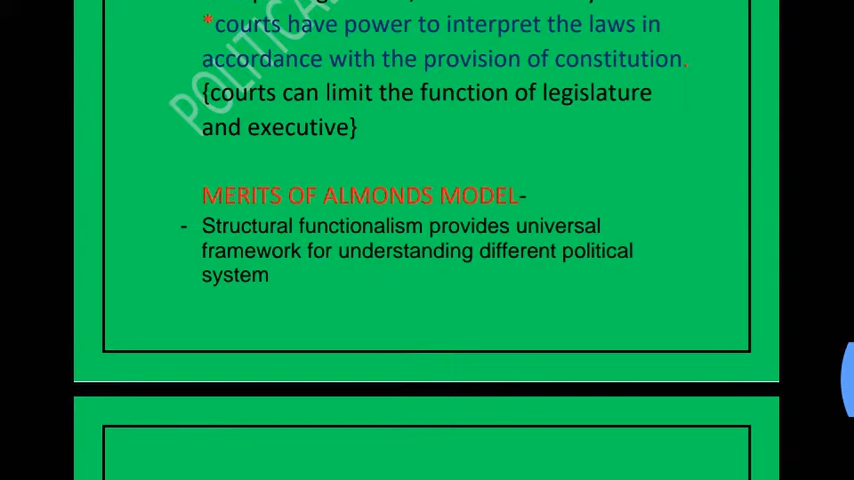 *courts have power to interpret the laws in
accordance with the provision of constitution.
{courts can limit the function of legislature
and executive}
MERITS OF ALMONDS MODEL-
- Structural functionalism provides universal
framework for understanding different political
system